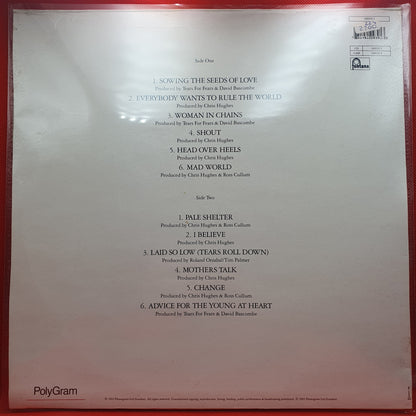 Side One
1. SOWING THE SEEDS OF LOVE
Produced by Tears For Fears & David Bascombe
2. EVERYBODY WANTS TO RULE THE WORLD
Produced by Chris Hughes
3. WOMAN IN CHAINS
Produced by Tears For Fears & David Bascombe
4. SHOUT
Produced by Chris Hughes
5. HEAD OVER HEELS
Produced by Chris Hughes
6. MAD WORLD
Produced by Chris Hughes & Ross Cullum
Side Two
1. PALE SHELTER
Produced by Chris Hughes & Ross Cullum
2. I BELIEVE
Produced by Chris Hughes
3. LAID SO LOW (TEARS ROLL DOWN)
Produced by Roland Orzabal/Tim Palmer
4. MOTHERS TALK
Produced by Chris Hughes
5. CHANGE
Produced by Chris Hughes & Ross Cullum
6. ADVICE FOR THE YOUNG AT HEART
Produced by Tears For Fears & David Bascombe
fontana
PolyGram